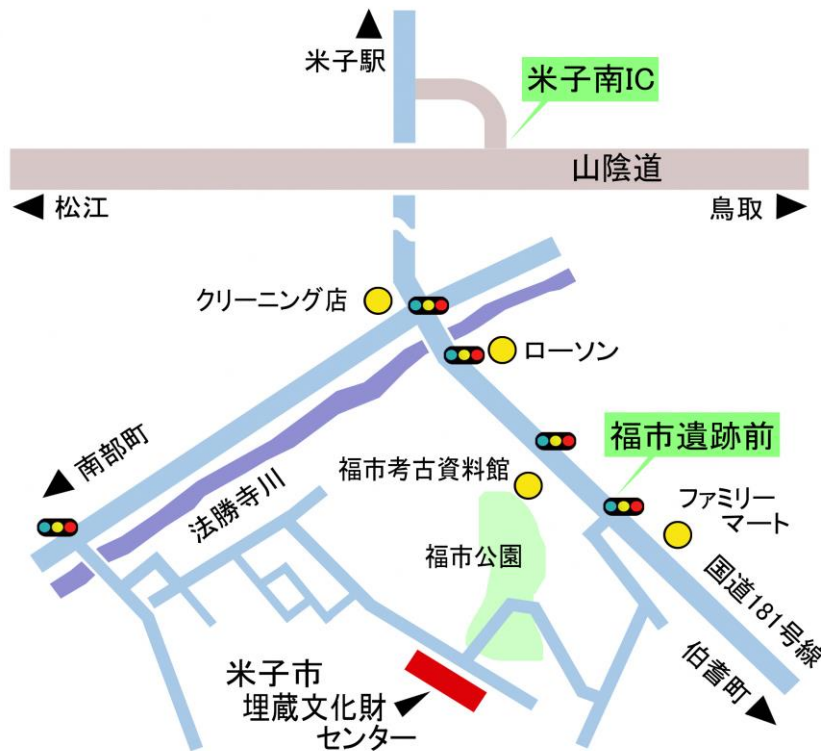 米子駅
米子南IC
山陰道
松江
鳥取
クリーニング店
ローソン
南部町
法勝寺川
福市考古資料館
福市遺跡前
ファミリー
マート
福市公園
国道181号線
伯耆町
米子市
埋蔵文化財
センター